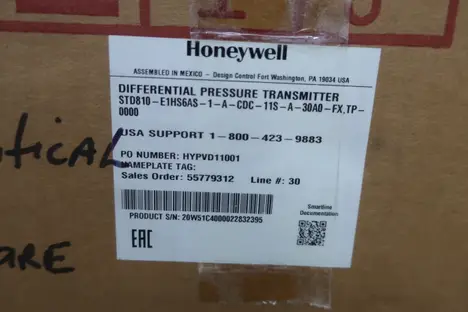 Honeywell
ASSEMBLED IN MEXICO - Design Control Fort Washington, PA 19034 USA
DIFFERENTIAL PRESSURE TRANSMITTER
STD810-E1HS6AS-1-A-CDC-11S-A-30A0-FX,TP-
0000
USA SUPPORT 1-800-423-9883
PO NUMBER: HYPVD11001
NAMEPLATE TAG:
Sales Order: 55779312 Line #: 30
Smartline
Documentation
PRODUCT S/N: 20W51C4000022832395
EAC